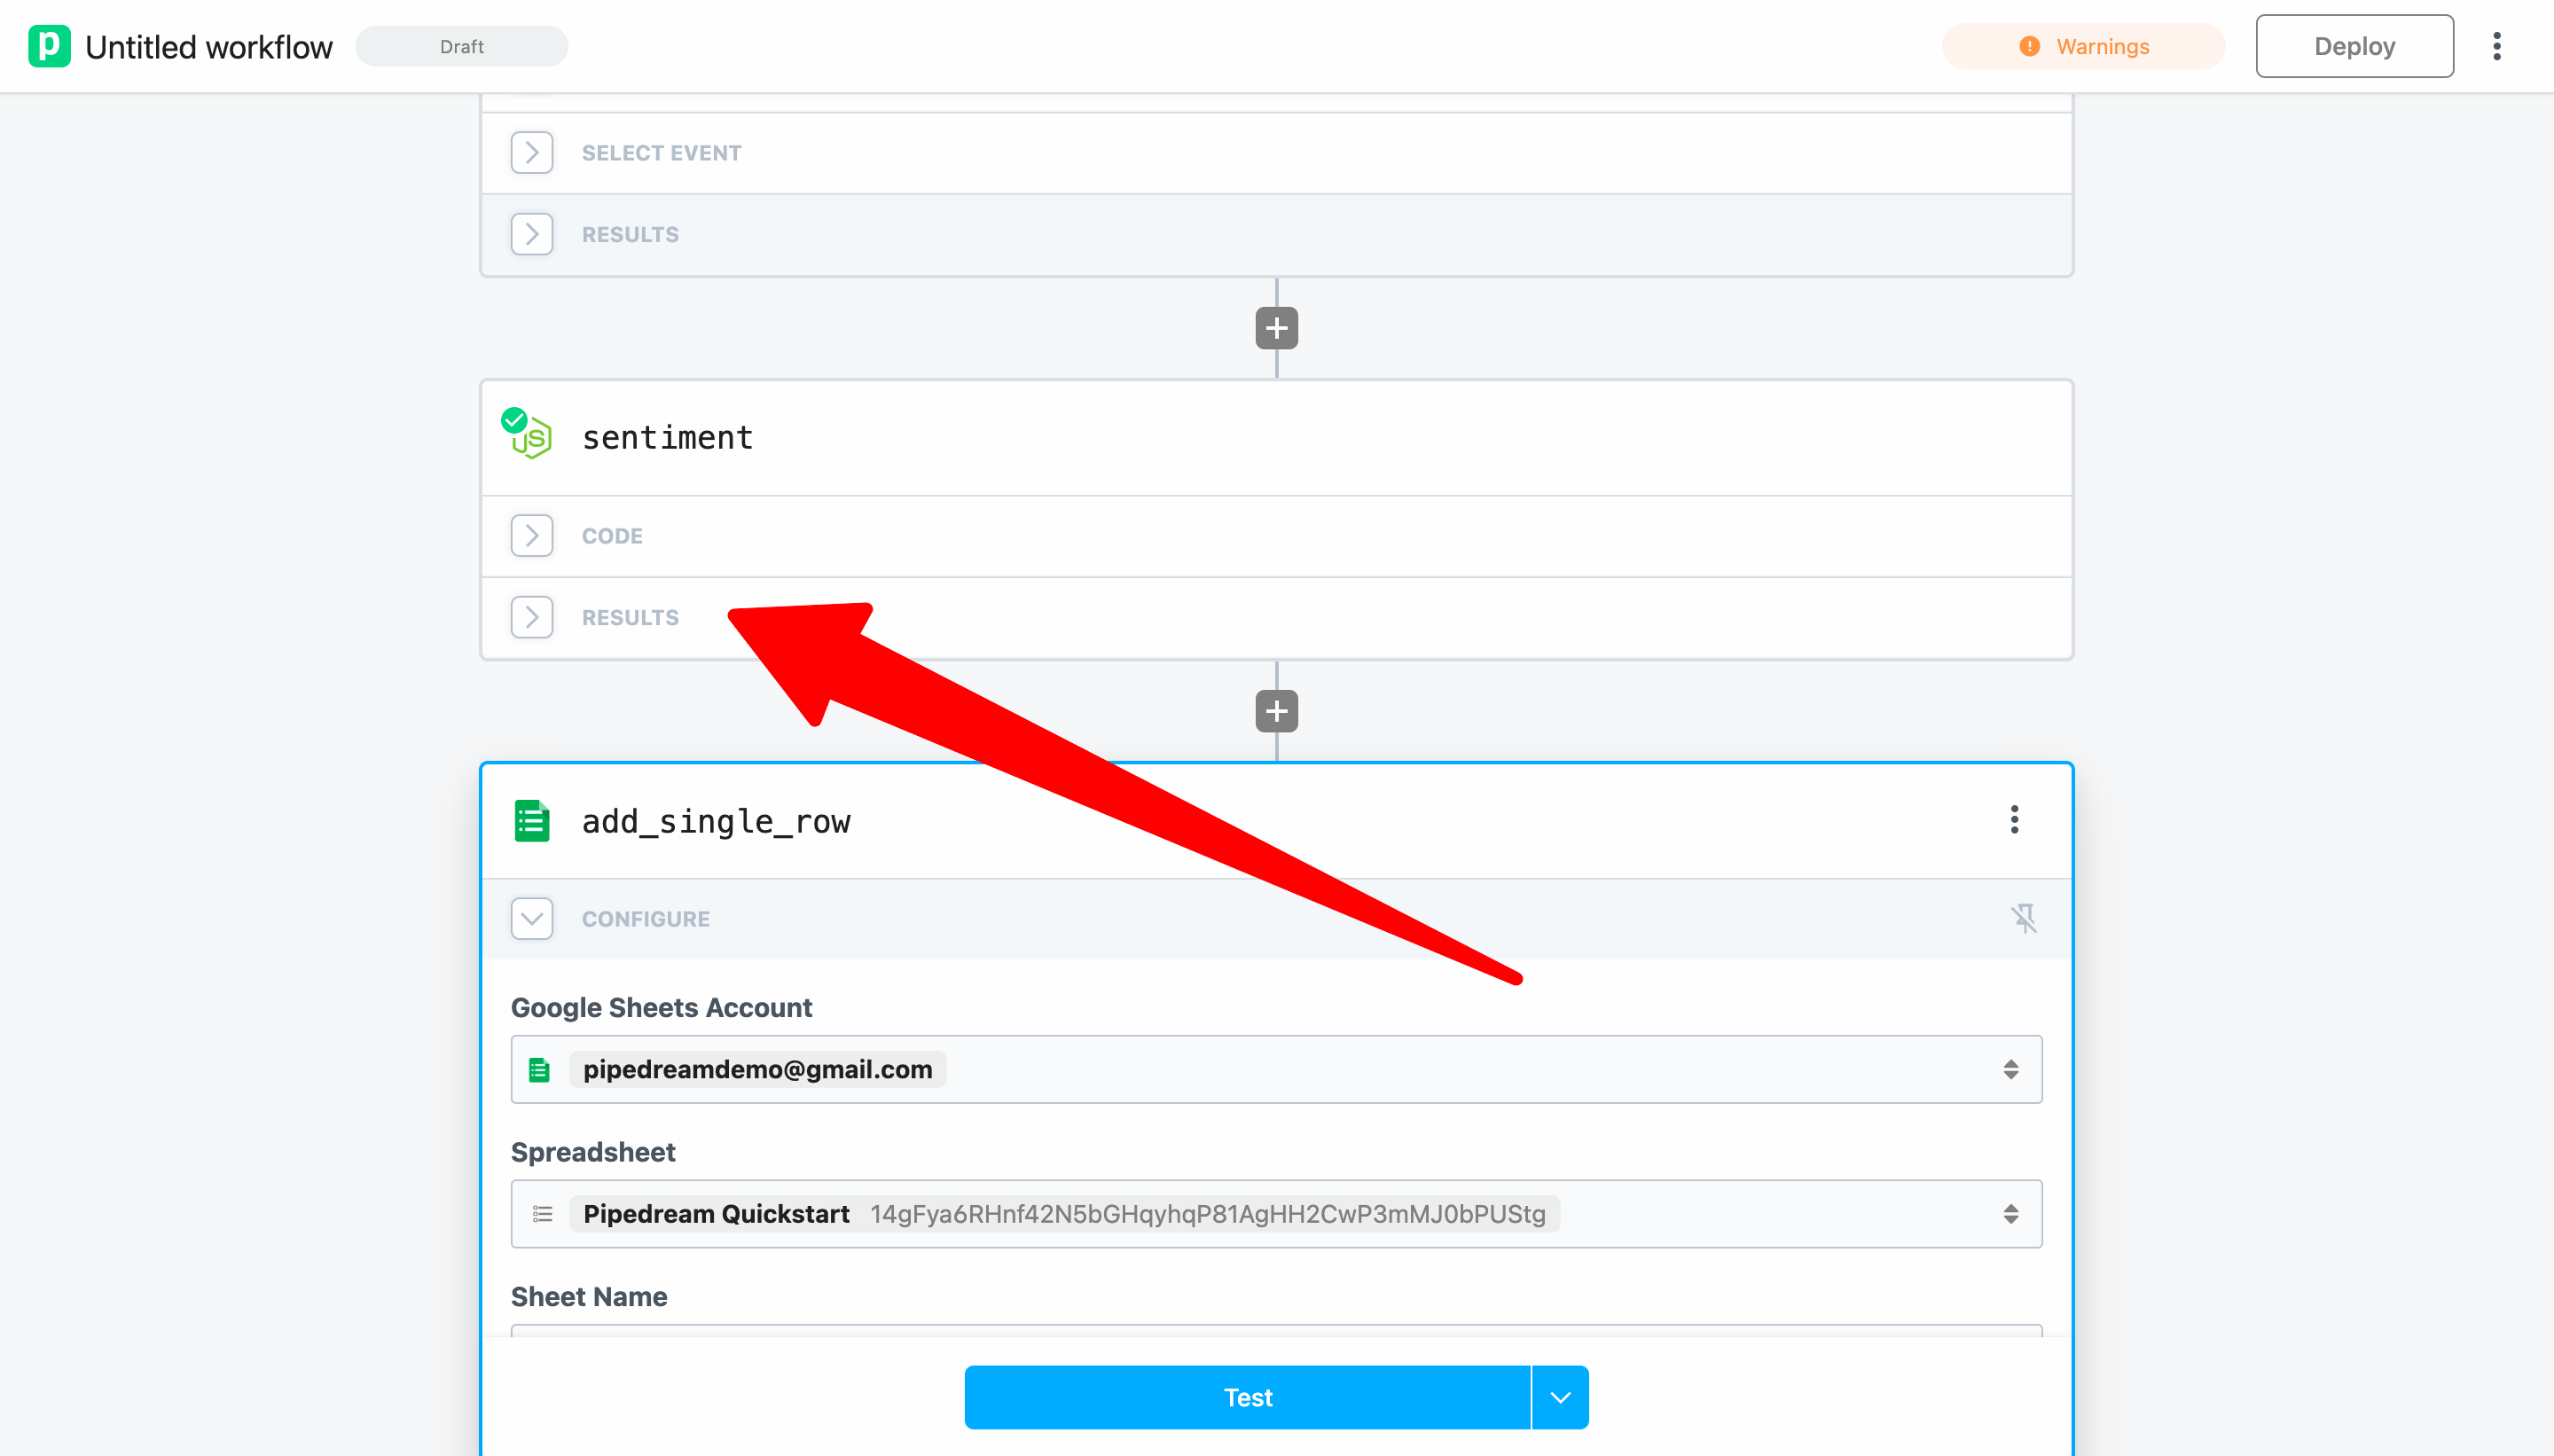 p Untitled workflow Draft Warnings Deploy
SELECT EVENT
RESULTS
JS sentiment
CODE
RESULTS
add_single_row
CONFIGURE
Google Sheets Account
pipedreamdemo@gmail.com
Spreadsheet
Pipedream Quickstart 14gFya6RHnf42N5bGHqyhqP81AgHH2CwP3mMJ0bPUStg
Sheet Name
Test